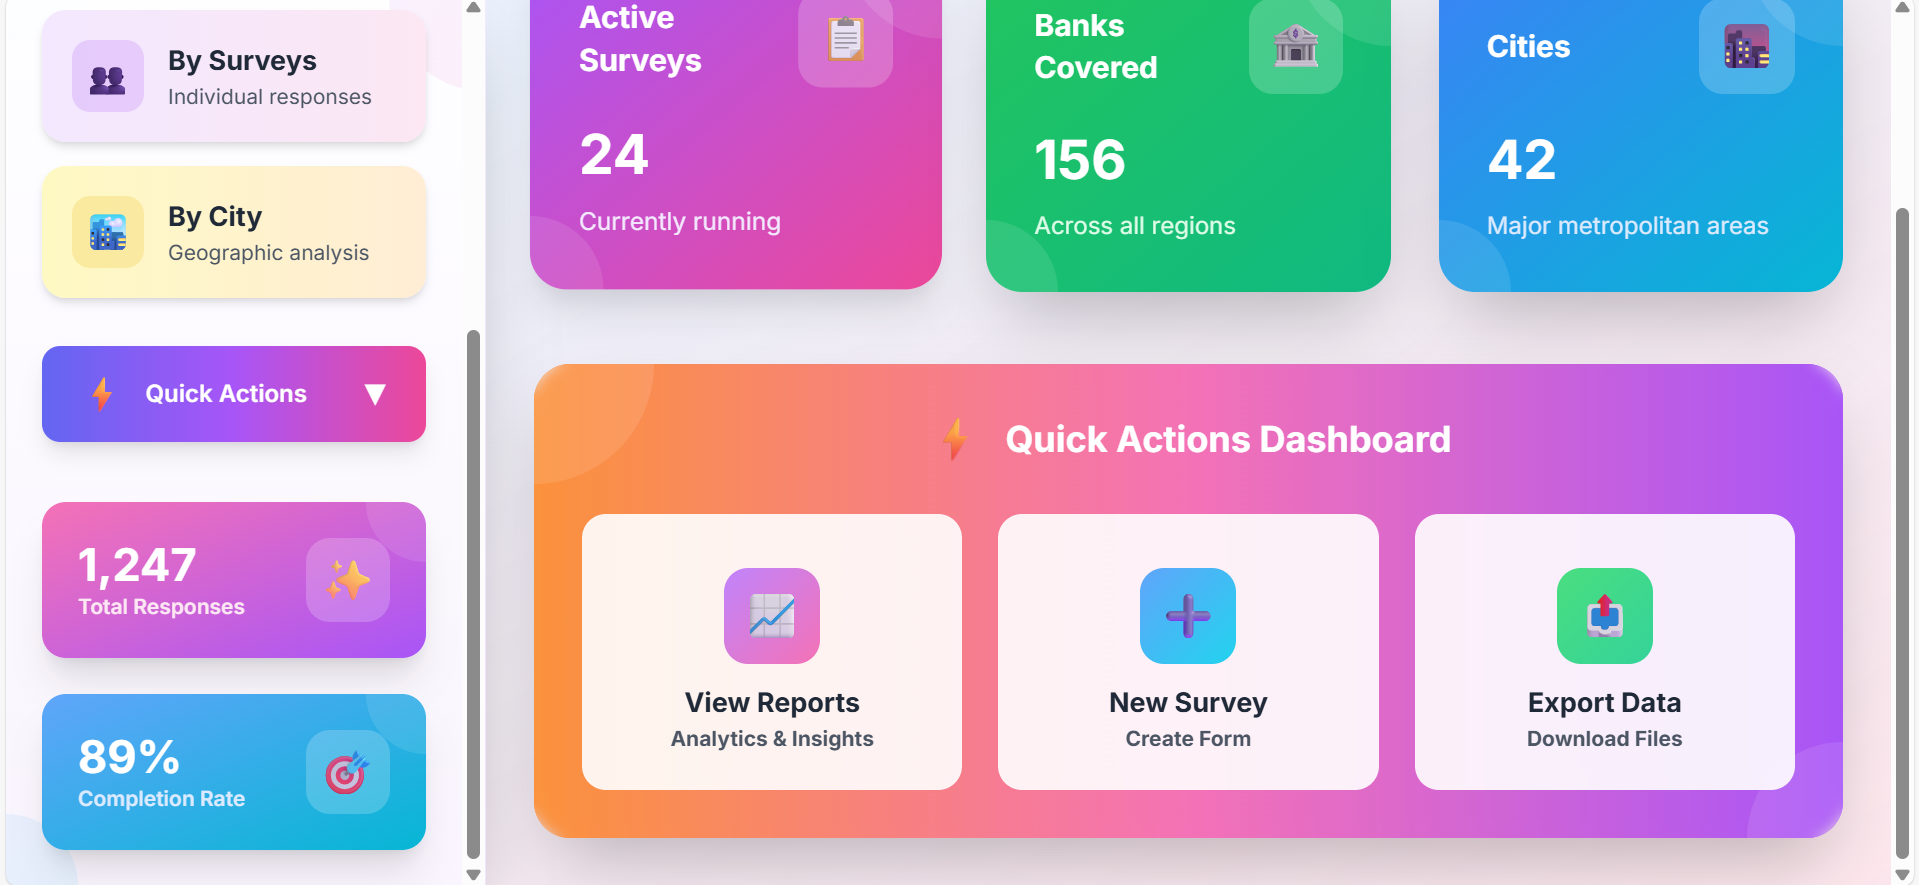 By Surveys
Individual responses
By City
Geographic analysis
Quick Actions
1,247
Total Responses
89%
Completion Rate
Active
Surveys
24
Currently running
Banks
Covered
156
Across all regions
Cities
42
Major metropolitan areas
Quick Actions Dashboard
View Reports
Analytics & Insights
New Survey
Create Form
Export Data
Download Files